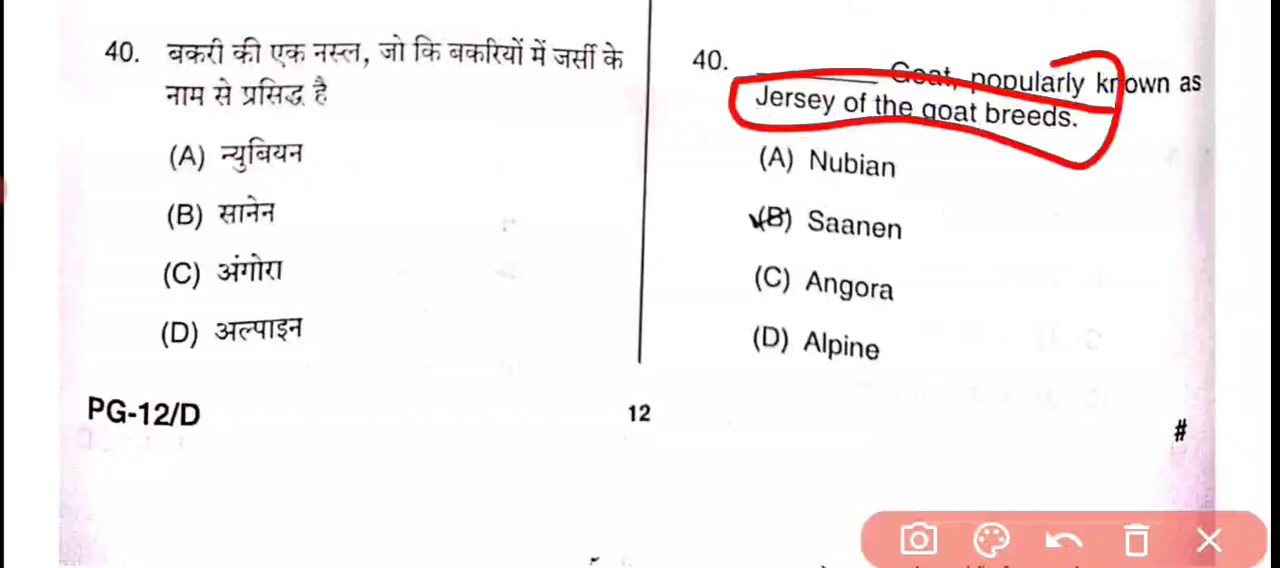 40. बकरी की एक नस्ल, जो कि बकरियों में जर्सी के
नाम से प्रसिद्ध है
(A) न्युबियन
(B) सानेन
(C) अंगोरा
(D) अल्पाइन
40. ________ Goat, popularly known as
Jersey of the goat breeds.
(A) Nubian
(B) Saanen
(C) Angora
(D) Alpine
PG-12/D
12
#